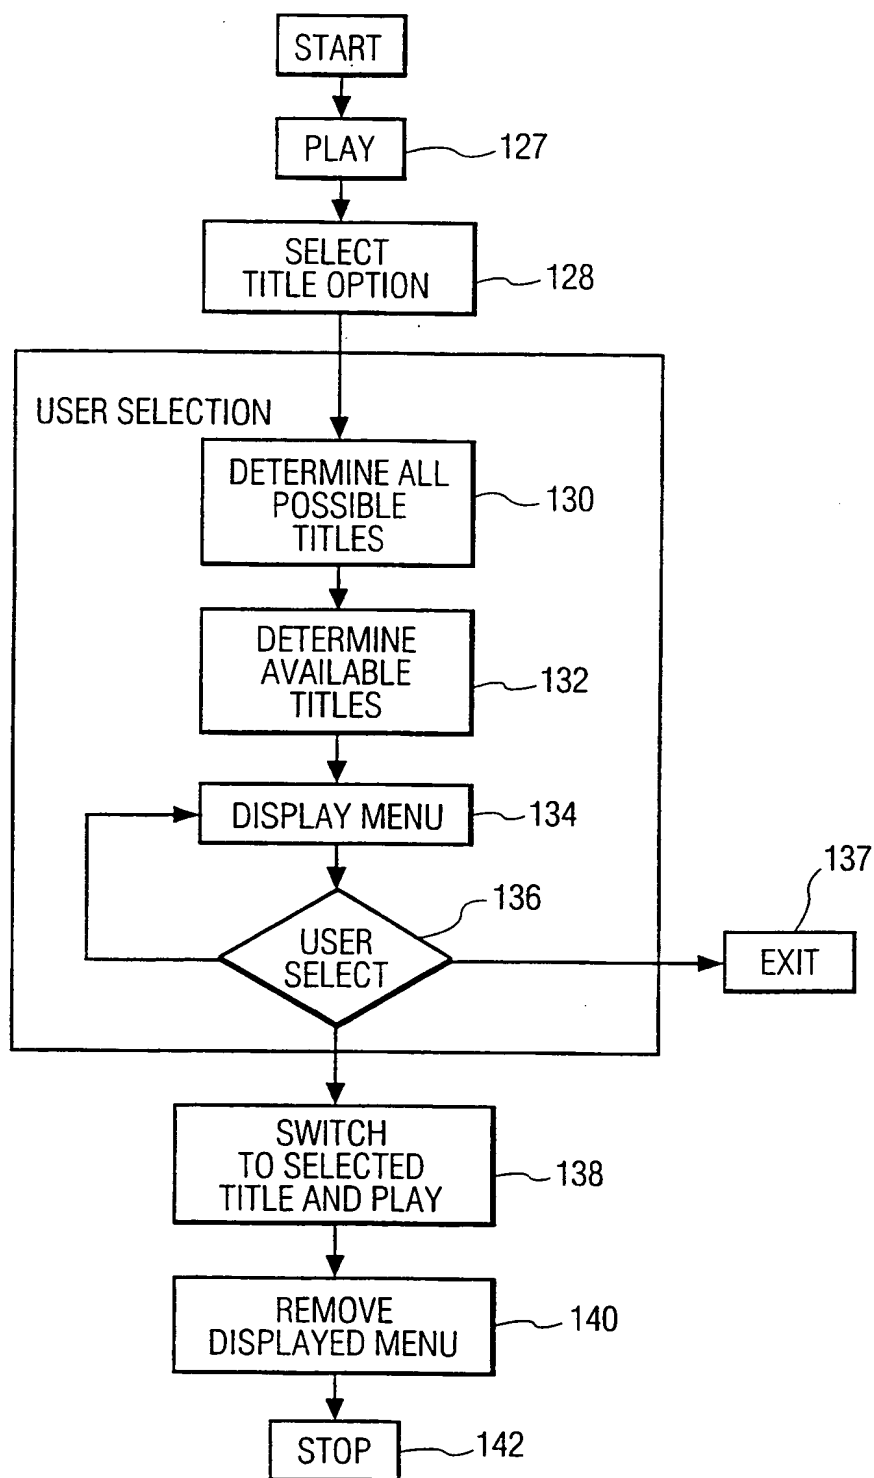 START
PLAY
127
SELECT
TITLE OPTION
128
USER SELECTION
DETERMINE ALL
POSSIBLE
TITLES
130
DETERMINE
AVAILABLE
TITLES
132
DISPLAY MENU
134
136
137
USER
SELECT
EXIT
SWITCH
TO SELECTED
TITLE AND PLAY
138
REMOVE
DISPLAYED MENU
140
STOP
142